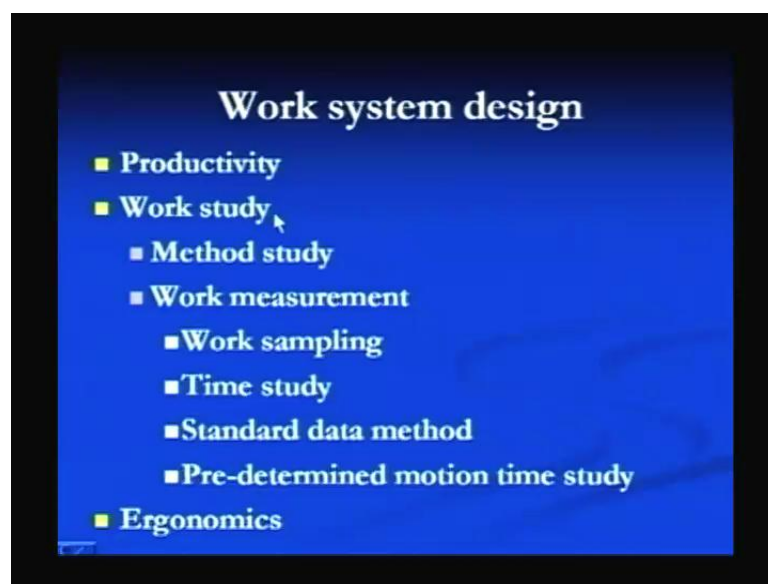 Work system design
Productivity
Work study
Method study
Work measurement
Work sampling
Time study
Standard data method
Pre-determined motion time study
Ergonomics